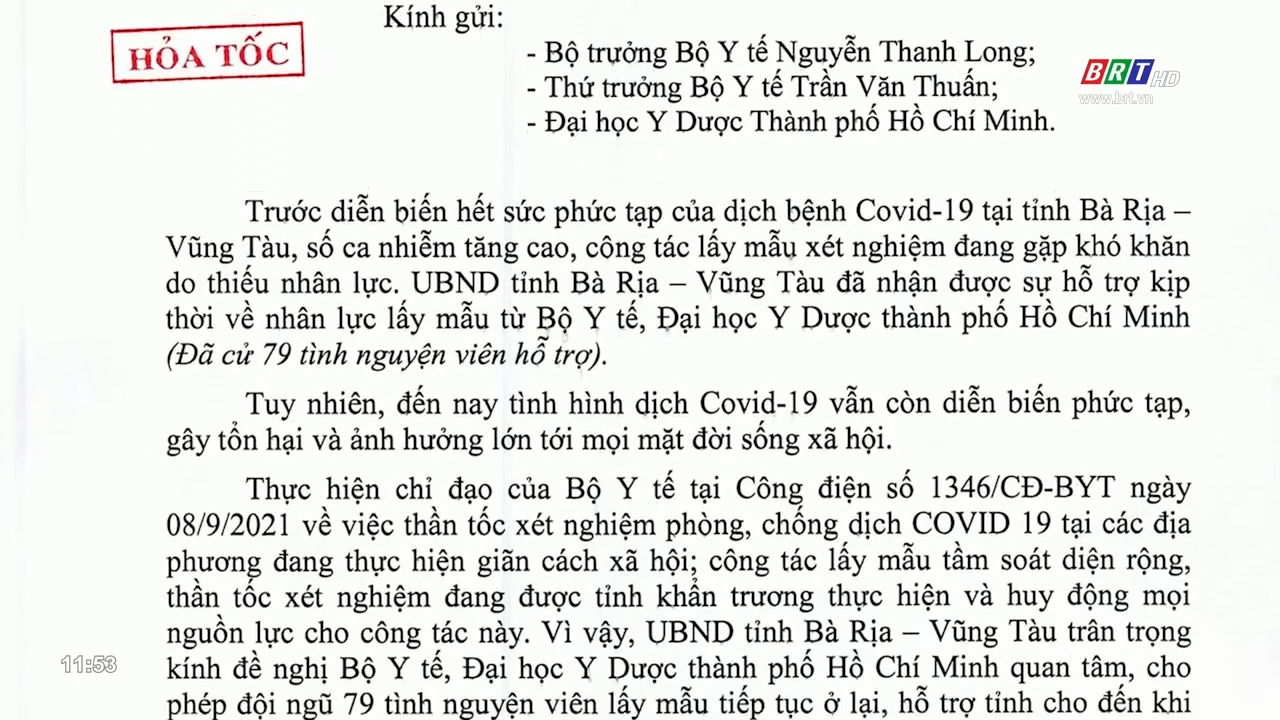 Kính gửi:
HỎA TỐC
- Bộ trưởng Bộ Y tế Nguyễn Thanh Long;
- Thứ trưởng Bộ Y tế Trần Văn Thuấn;
- Đại học Y Dược Thành phố Hồ Chí Minh.
BRT HD
www.brt.vn
Trước diễn biến hết sức phức tạp của dịch bệnh Covid-19 tại tỉnh Bà Rịa –
Vũng Tàu, số ca nhiễm tăng cao, công tác lấy mẫu xét nghiệm đang gặp khó khăn
do thiếu nhân lực. UBND tỉnh Bà Rịa – Vũng Tàu đã nhận được sự hỗ trợ kịp
thời về nhân lực lấy mẫu từ Bộ Y tế, Đại học Y Dược thành phố Hồ Chí Minh
(Đã cử 79 tình nguyện viên hỗ trợ).
Tuy nhiên, đến nay tình hình dịch Covid-19 vẫn còn diễn biến phức tạp,
gây tổn hại và ảnh hưởng lớn tới mọi mặt đời sống xã hội.
Thực hiện chỉ đạo của Bộ Y tế tại Công điện số 1346/CĐ-BYT ngày
08/9/2021 về việc thần tốc xét nghiệm phòng, chống dịch COVID 19 tại các địa
phương đang thực hiện giãn cách xã hội; công tác lấy mẫu tầm soát diện rộng,
thần tốc xét nghiệm đang được tỉnh khẩn trương thực hiện và huy động mọi
nguồn lực cho công tác này. Vì vậy, UBND tỉnh Bà Rịa – Vũng Tàu trân trọng
kính đề nghị Bộ Y tế, Đại học Y Dược thành phố Hồ Chí Minh quan tâm, cho
phép đội ngũ 79 tình nguyện viên lấy mẫu tiếp tục ở lại, hỗ trợ tỉnh cho đến khi
11:53